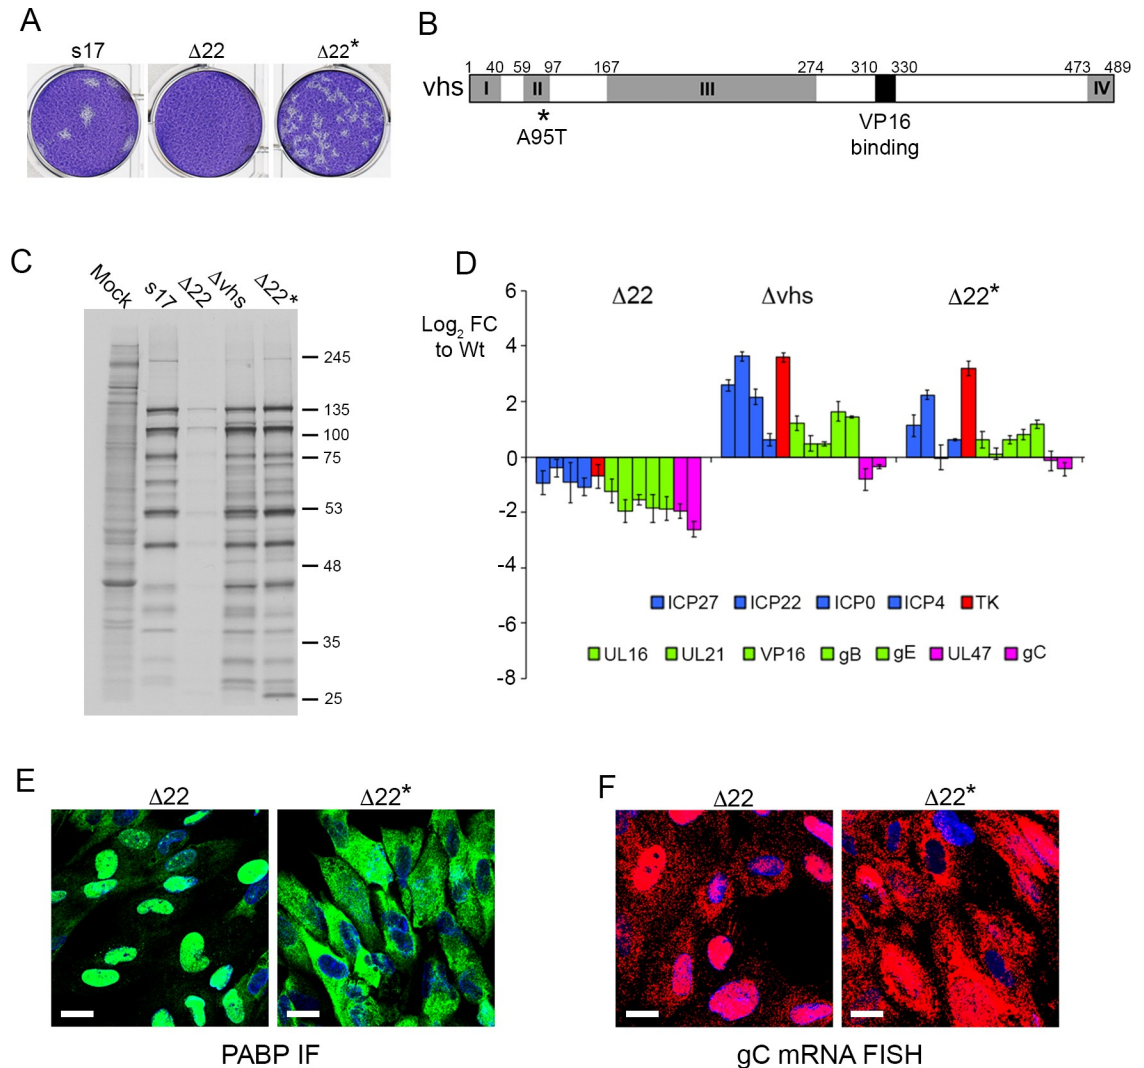 A
s17 Δ22 Δ22*
B
1 40 59 97 167 274 310 330 473 489
vhs I II III IV
*
A95T
VP16
binding
C
Mock s17 Δ22 Δvhs Δ22*
245
135
100
75
53
48
35
25
D
Log2 FC
to Wt
Δ22 Δvhs Δ22*
6
4
2
0
-2
-4
-6
-8
ICP27 ICP22 ICP0 ICP4 TK
UL16 UL21 VP16 gB gE UL47 gC
E
Δ22 Δ22*
PABP IF
F
Δ22 Δ22*
gC mRNA FISH